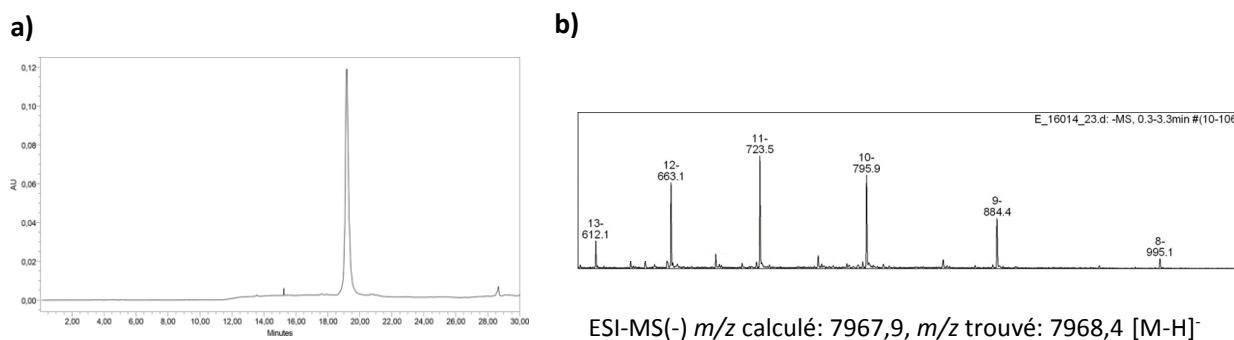 a)
0,12
0,10
0,08
0,06
0,04
0,02
0,00
AU
2,00 4,00 6,00 8,00 10,00 12,00 14,00 16,00 18,00 20,00 22,00 24,00 26,00 28,00 30,00
Minutes
b)
E_16014_23.d: -MS, 0.3-3.3min #(10-106
13-
612.1
12-
663.1
11-
723.5
10-
795.9
9-
884.4
8-
995.1
ESI-MS(-) m/z calculé: 7967,9, m/z trouvé: 7968,4 [M-H]-